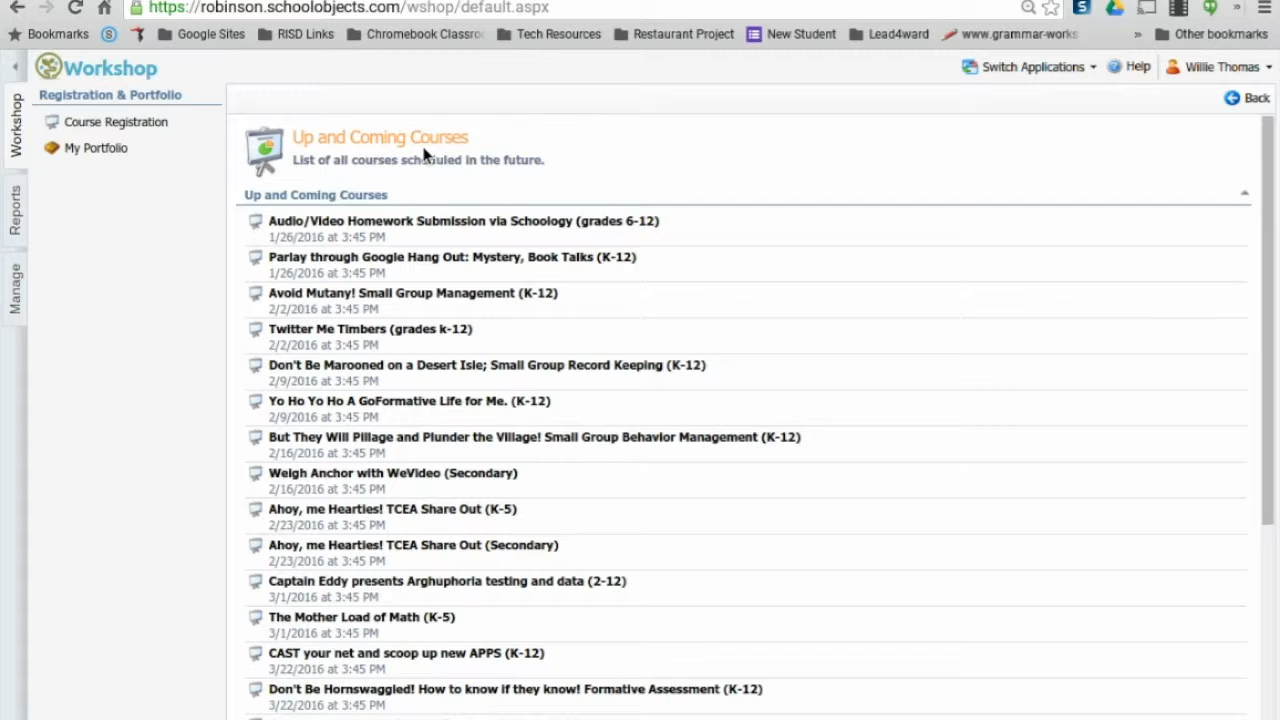 https://robinson.schoolobjects.com/wshop/default.aspx
Bookmarks Google Sites RISD Links Chromebook Classro Tech Resources Restaurant Project New Student Lead4ward www.grammar-works » Other bookmarks
Workshop Switch Applications Help Willie Thomas
Registration & Portfolio
Back
Workshop
Course Registration
My Portfolio
Reports
Manage
Up and Coming Courses
List of all courses scheduled in the future.
Up and Coming Courses
Audio/Video Homework Submission via Schoology (grades 6-12)
1/26/2016 at 3:45 PM
Parlay through Google Hang Out: Mystery, Book Talks (K-12)
1/26/2016 at 3:45 PM
Avoid Mutany! Small Group Management (K-12)
2/2/2016 at 3:45 PM
Twitter Me Timbers (grades k-12)
2/2/2016 at 3:45 PM
Don't Be Marooned on a Desert Isle; Small Group Record Keeping (K-12)
2/9/2016 at 3:45 PM
Yo Ho Yo Ho A GoFormative Life for Me. (K-12)
2/9/2016 at 3:45 PM
But They Will Pillage and Plunder the Village! Small Group Behavior Management (K-12)
2/16/2016 at 3:45 PM
Weigh Anchor with WeVideo (Secondary)
2/16/2016 at 3:45 PM
Ahoy, me Hearties! TCEA Share Out (K-5)
2/23/2016 at 3:45 PM
Ahoy, me Hearties! TCEA Share Out (Secondary)
2/23/2016 at 3:45 PM
Captain Eddy presents Arghuphoria testing and data (2-12)
3/1/2016 at 3:45 PM
The Mother Load of Math (K-5)
3/1/2016 at 3:45 PM
CAST your net and scoop up new APPS (K-12)
3/22/2016 at 3:45 PM
Don't Be Hornswaggled! How to know if they know! Formative Assessment (K-12)
3/22/2016 at 3:45 PM